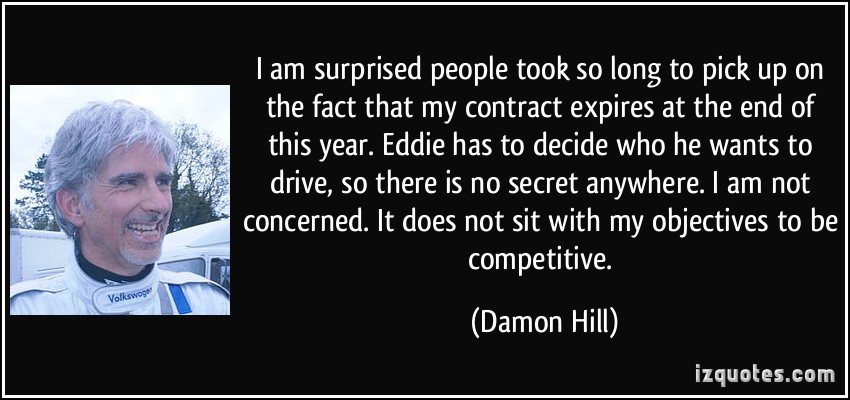 I am surprised people took so long to pick up on
the fact that my contract expires at the end of
this year. Eddie has to decide who he wants to
drive, so there is no secret anywhere. I am not
concerned. It does not sit with my objectives to be
competitive.
(Damon Hill)
Volkswagen
izquotes.com